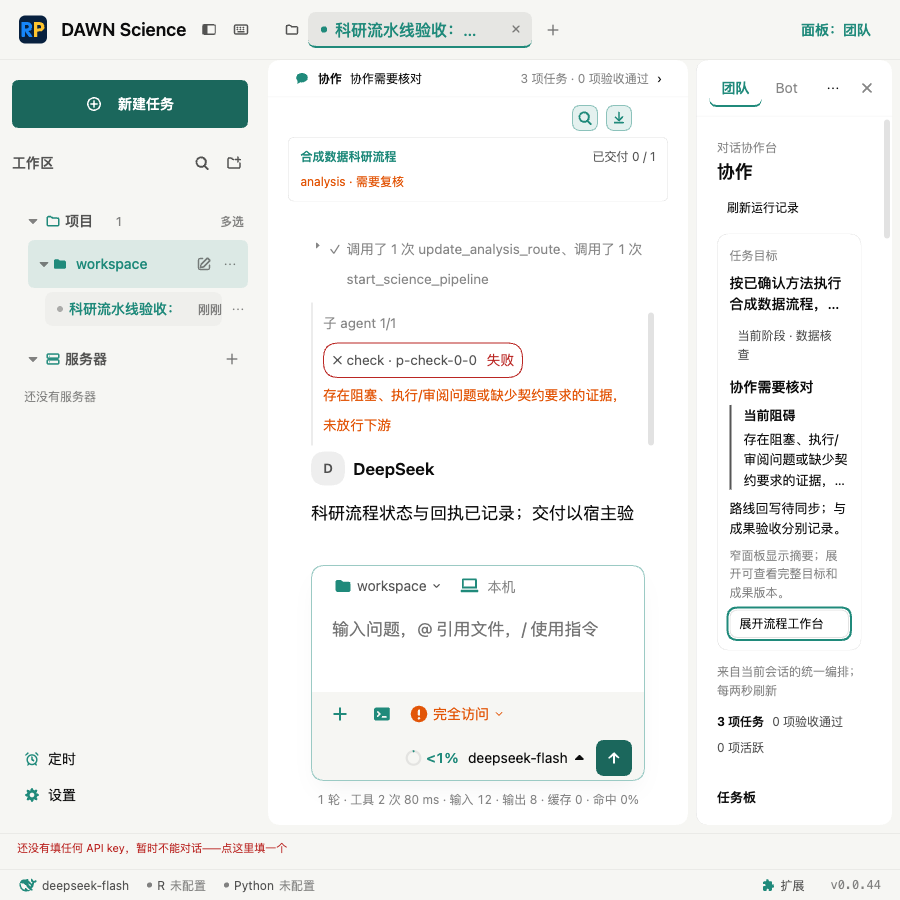 RP DAWN Science
科研流水线验收: ...
面板: 团队
新建任务
工作区
项目 1 多选
workspace
科研流水线验收: 刚刚
服务器
还没有服务器
定时
设置
协作 协作需要核对 3 项任务 · 0 项验收通过
合成数据科研流程 已交付 0 / 1
analysis · 需要复核
调用了 1 次 update_analysis_route、调用了 1 次
start_science_pipeline
子 agent 1/1
check · p-check-0-0 失败
存在阻塞、执行/审阅问题或缺少契约要求的证据,
未放行下游
D DeepSeek
科研流程状态与回执已记录；交付以宿主验
workspace 本机
输入问题, @ 引用文件, / 使用指令
完全访问
<1% deepseek-flash
1 轮 · 工具 2 次 80 ms · 输入 12 · 输出 8 · 缓存 0 · 命中 0%
团队 Bot
对话协作台
协作
刷新运行记录
任务目标
按已确认方法执行
合成数据流程, ...
当前阶段 · 数据核
查
协作需要核对
当前阻碍
存在阻塞、执行/
审阅问题或缺少契
约要求的证据, ...
路线回写待同步；与
成果验收分别记录。
窄面板显示摘要；展
开可查看完整目标和
成果版本。
展开流程工作台
来自当前会话的统一编排；
每两秒刷新
3 项任务 0 项验收通过
0 项活跃
任务板
还没有填任何 API key, 暂时不能对话——点这里填一个
deepseek-flash R 未配置 Python 未配置
扩展 v0.0.44